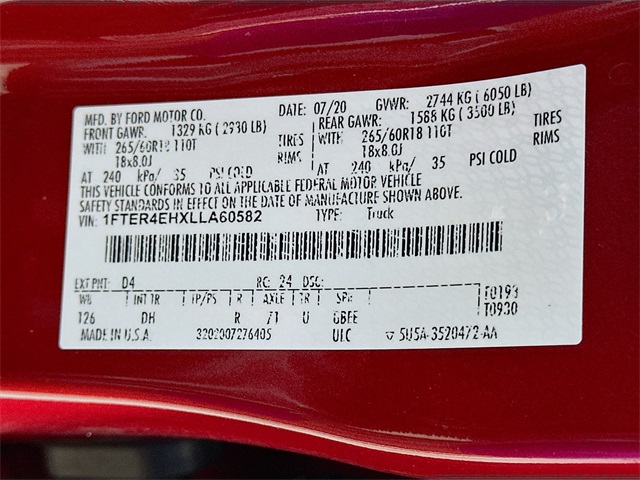 MFD. BY FORD MOTOR CO. DATE: 07/20 GVWR: 2744 KG ( 6050 LB)
FRONT GAWR: 1329 KG ( 2930 LB) REAR GAWR: 1588 KG ( 3500 LB)
WITH 265/60R18 110T TIRES WITH 265/60R18 110T TIRES
18x8.0J RIMS 18x8.0J RIMS
AT 240 kPa/ 35 PSI COLD AT 240 kPa/ 35 PSI COLD
THIS VEHICLE CONFORMS TO ALL APPLICABLE FEDERAL MOTOR VEHICLE
SAFETY STANDARDS IN EFFECT ON THE DATE OF MANUFACTURE SHOWN ABOVE.
VIN: 1FTER4EHXLLA60582 TYPE: Truck
EXT PNT: D4 RC: 24 DSO:
WB INT TR TP/PS R AXLE TR SPR T0193
126 DH R 71 U GBEE T0930
MADE IN U.S.A. 3202007276405 UTC 5U5A-3520472-AA